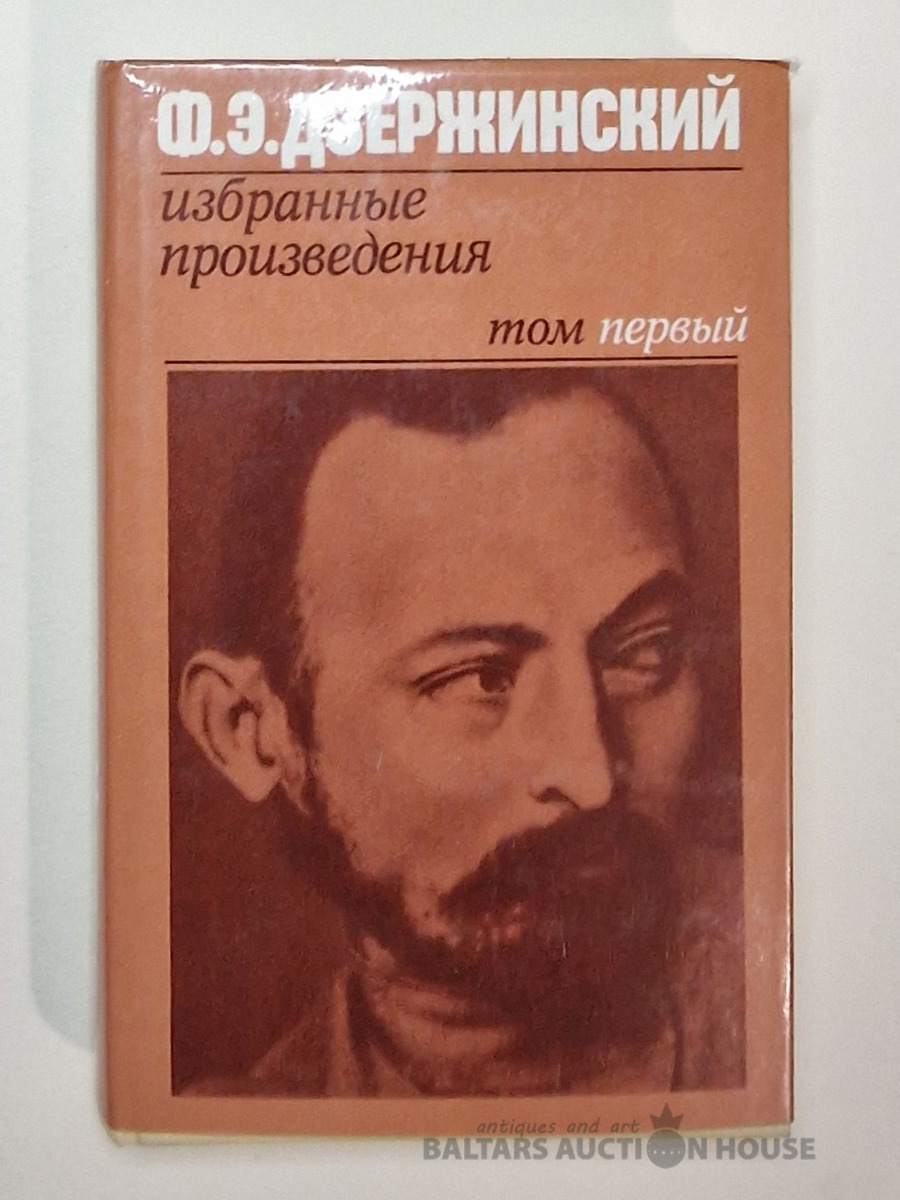 Ф.Э.ДЗЕРЖИНСКИЙ
избранные
произведения
том первый
antiques and art
BALTARS AUCTION HOUSE